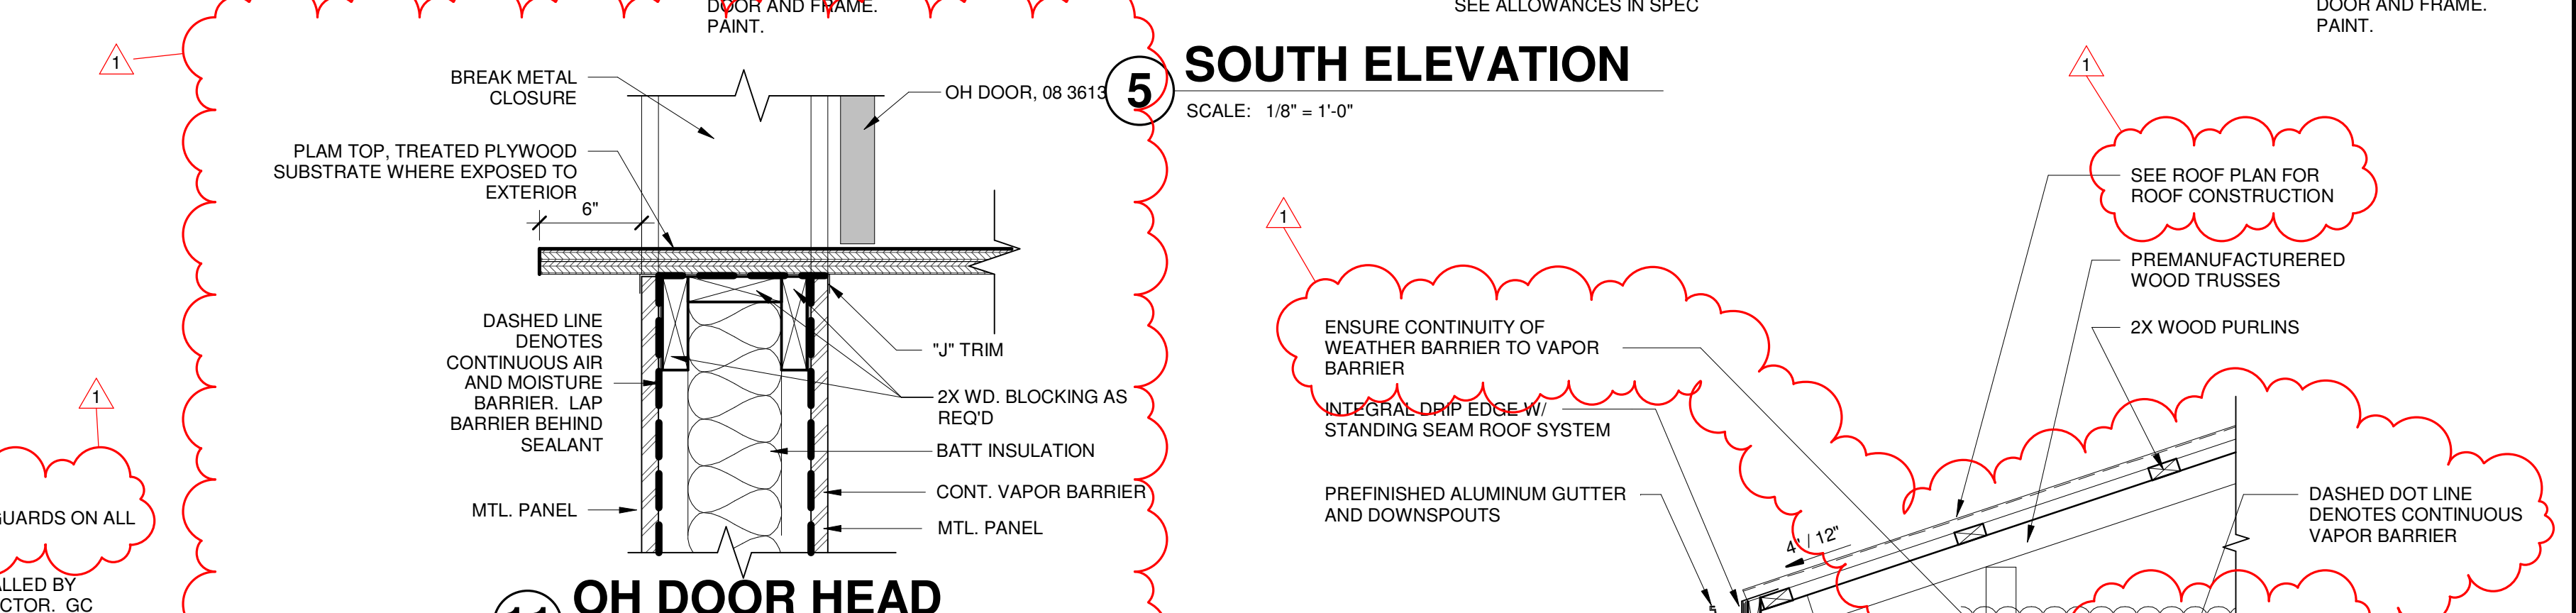 DOOR AND FRAME.
PAINT.
SEE ALLOWANCES IN SPEC
DOOR AND FRAME.
PAINT.
1
BREAK METAL
CLOSURE
OH DOOR, 08 3613
PLAM TOP, TREATED PLYWOOD
SUBSTRATE WHERE EXPOSED TO
EXTERIOR
6"
DASHED LINE
DENOTES
CONTINUOUS AIR
AND MOISTURE
BARRIER. LAP
BARRIER BEHIND
SEALANT
MTL. PANEL
"J" TRIM
2X WD. BLOCKING AS
REQ'D
BATT INSULATION
CONT. VAPOR BARRIER
MTL. PANEL
11
OH DOOR HEAD
1
GUARDS ON ALL
ALLED BY
CTOR. GC
5
SOUTH ELEVATION
SCALE: 1/8" = 1'-0"
1
SEE ROOF PLAN FOR
ROOF CONSTRUCTION
PREMANUFACTURERED
WOOD TRUSSES
2X WOOD PURLINS
1
ENSURE CONTINUITY OF
WEATHER BARRIER TO VAPOR
BARRIER
INTEGRAL DRIP EDGE W/
STANDING SEAM ROOF SYSTEM
PREFINISHED ALUMINUM GUTTER
AND DOWNSPOUTS
4" / 12"
DASHED DOT LINE
DENOTES CONTINUOUS
VAPOR BARRIER